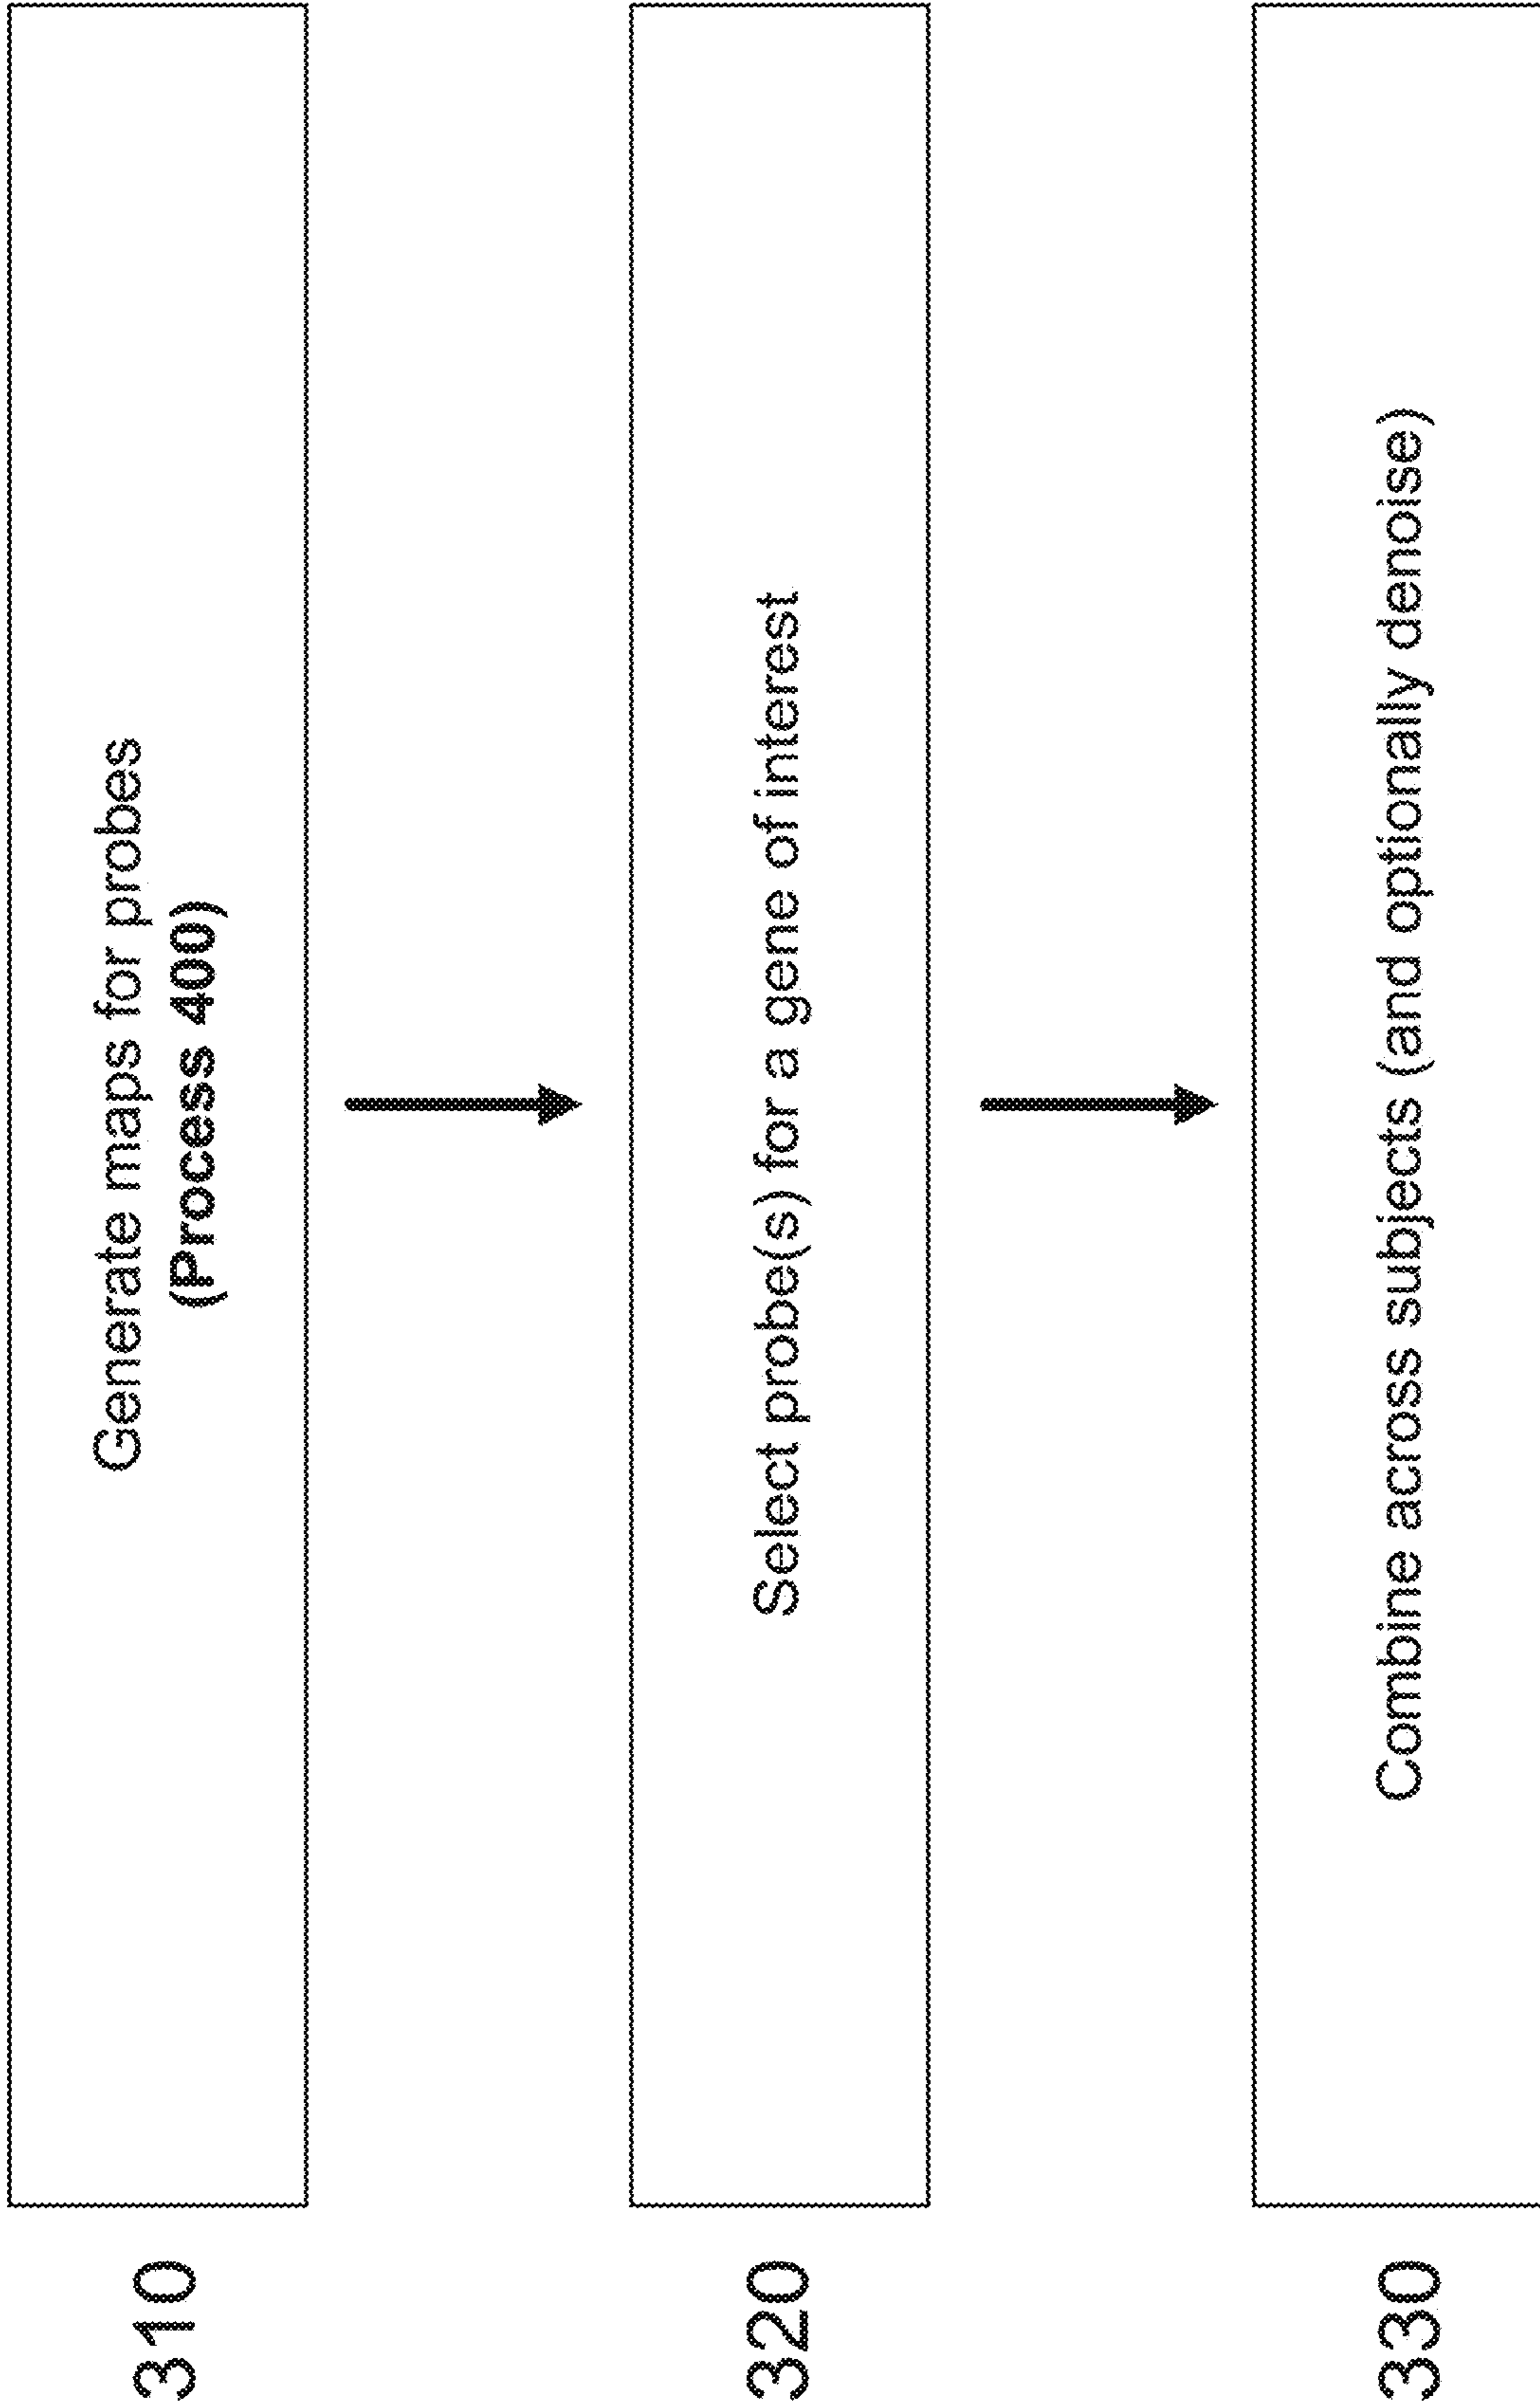 310
Generate maps for probes
(Process 400)
320
Select probe(s) for a gene of interest
330
Combine across subjects (and optionally denoise)